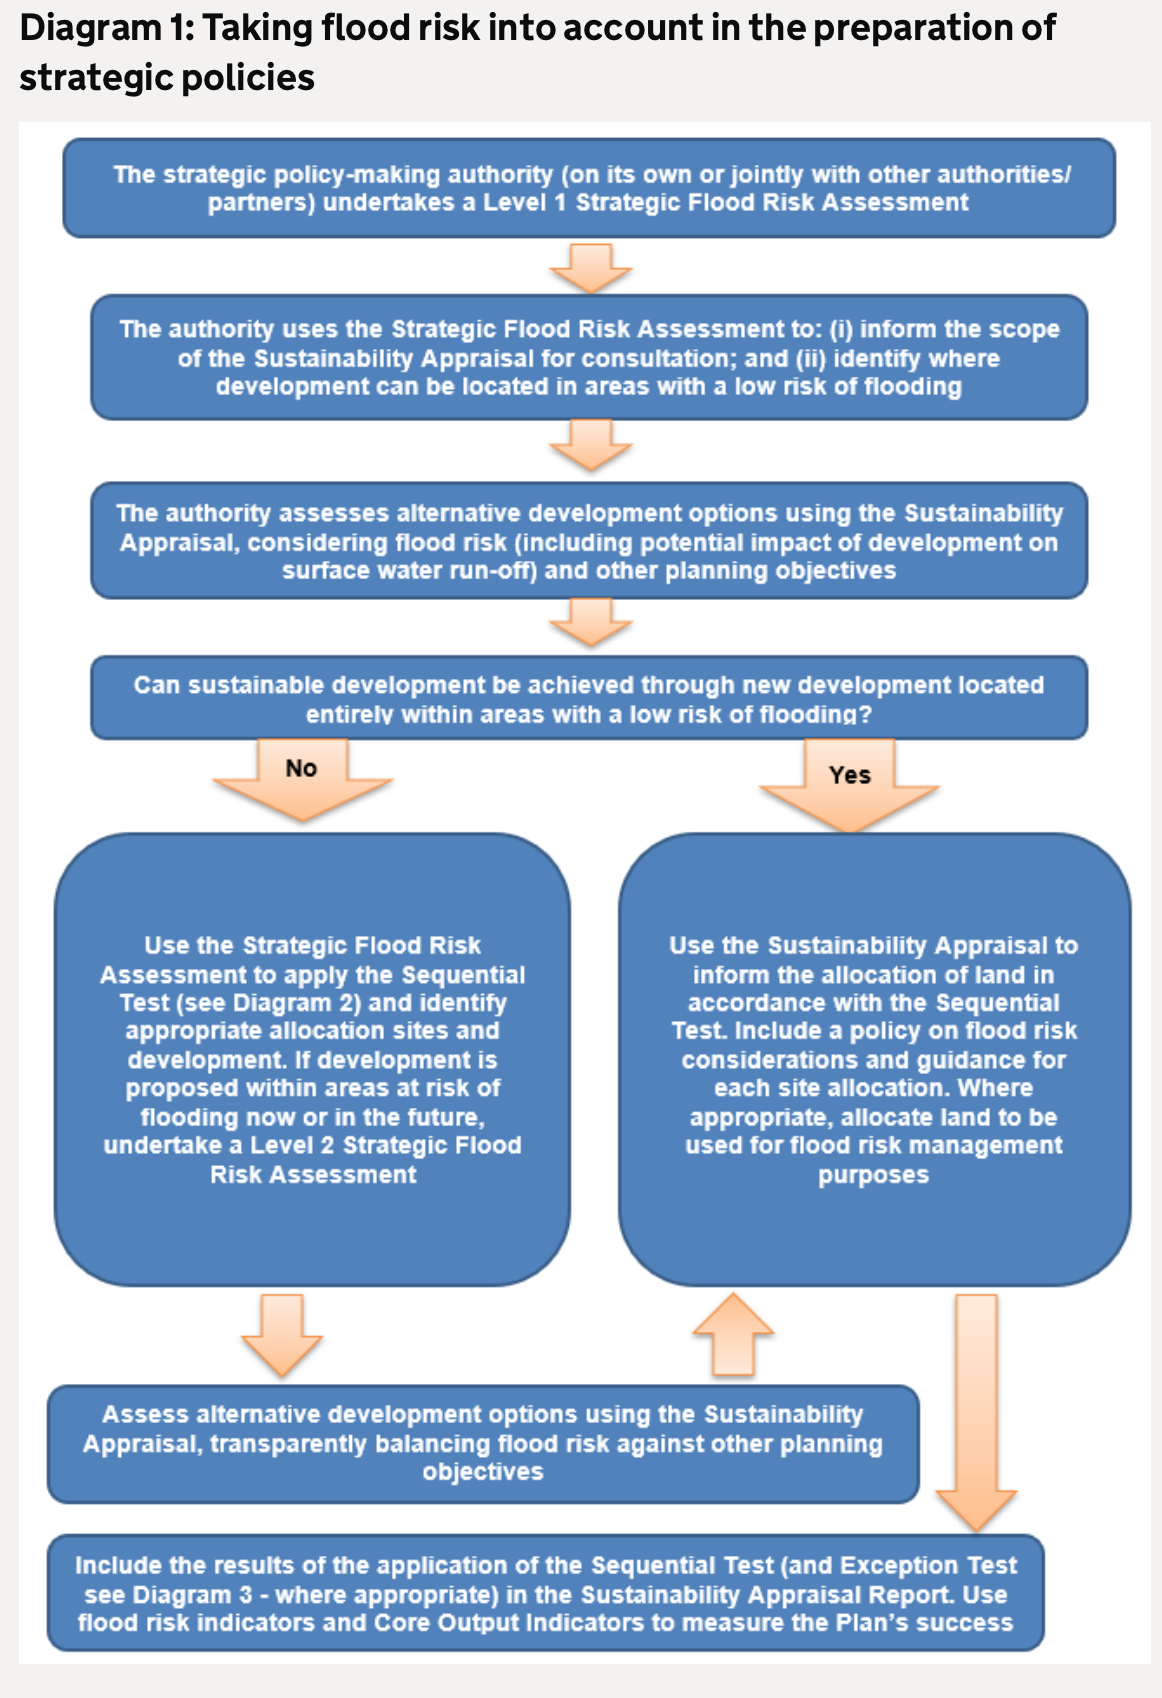 Diagram 1: Taking flood risk into account in the preparation of
strategic policies
The strategic policy-making authority (on its own or jointly with other authorities/
partners) undertakes a Level 1 Strategic Flood Risk Assessment
The authority uses the Strategic Flood Risk Assessment to: (i) inform the scope
of the Sustainability Appraisal for consultation; and (ii) identify where
development can be located in areas with a low risk of flooding
The authority assesses alternative development options using the Sustainability
Appraisal, considering flood risk (including potential impact of development on
surface water run-off) and other planning objectives
Can sustainable development be achieved through new development located
entirely within areas with a low risk of flooding?
No
Yes
Use the Strategic Flood Risk
Assessment to apply the Sequential
Test (see Diagram 2) and identify
appropriate allocation sites and
development. If development is
proposed within areas at risk of
flooding now or in the future,
undertake a Level 2 Strategic Flood
Risk Assessment
Use the Sustainability Appraisal to
inform the allocation of land in
accordance with the Sequential
Test. Include a policy on flood risk
considerations and guidance for
each site allocation. Where
appropriate, allocate land to be
used for flood risk management
purposes
Assess alternative development options using the Sustainability
Appraisal, transparently balancing flood risk against other planning
objectives
Include the results of the application of the Sequential Test (and Exception Test
see Diagram 3 - where appropriate) in the Sustainability Appraisal Report. Use
flood risk indicators and Core Output Indicators to measure the Plan's success